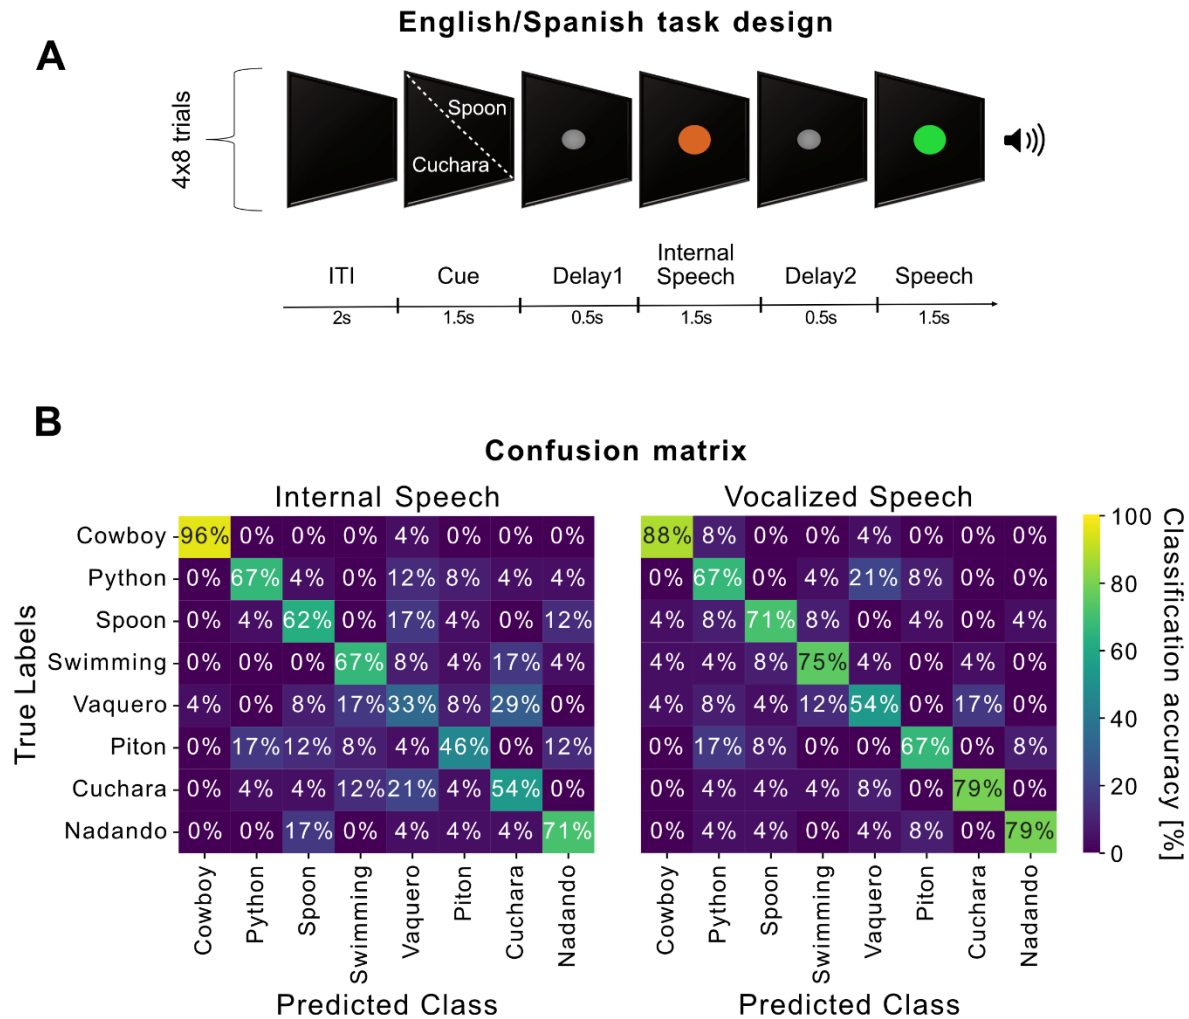 English/Spanish task design
A
4x8 trials
Spoon
Cuchara
ITI Cue Delay1 Internal Speech Delay2 Speech
2s 1.5s 0.5s 1.5s 0.5s 1.5s
B
Confusion matrix
Internal Speech
True Labels
Cowboy 96% 0% 0% 0% 4% 0% 0% 0%
Python 0% 67% 4% 0% 12% 8% 4% 4%
Spoon 0% 4% 62% 0% 17% 4% 0% 12%
Swimming 0% 0% 0% 67% 8% 4% 17% 4%
Vaquero 4% 0% 8% 17% 33% 8% 29% 0%
Piton 0% 17% 12% 8% 4% 46% 0% 12%
Cuchara 0% 4% 4% 12% 21% 4% 54% 0%
Nadando 0% 0% 17% 0% 4% 4% 4% 71%
Cowboy Python Spoon Swimming Vaquero Piton Cuchara Nadando
Predicted Class
Vocalized Speech
88% 8% 0% 0% 4% 0% 0% 0%
0% 67% 0% 4% 21% 8% 0% 0%
4% 8% 71% 8% 0% 4% 0% 4%
4% 4% 8% 75% 4% 0% 4% 0%
4% 8% 4% 12% 54% 0% 17% 0%
0% 17% 8% 0% 0% 67% 0% 8%
0% 4% 4% 4% 8% 0% 79% 0%
0% 4% 4% 0% 4% 8% 0% 79%
Cowboy Python Spoon Swimming Vaquero Piton Cuchara Nadando
Predicted Class
100
80
60
40
20
0
Classification accuracy [%]